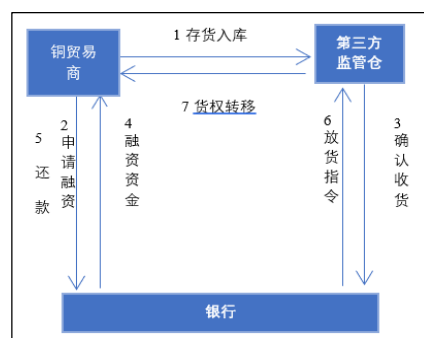 1 存货入库
铜贸易
商
第三方
监管仓
7 货权转移
5
还
款
2
申
请
融
资
4
融
资
资
金
6
放
货
指
令
3
确
认
收
货
银行